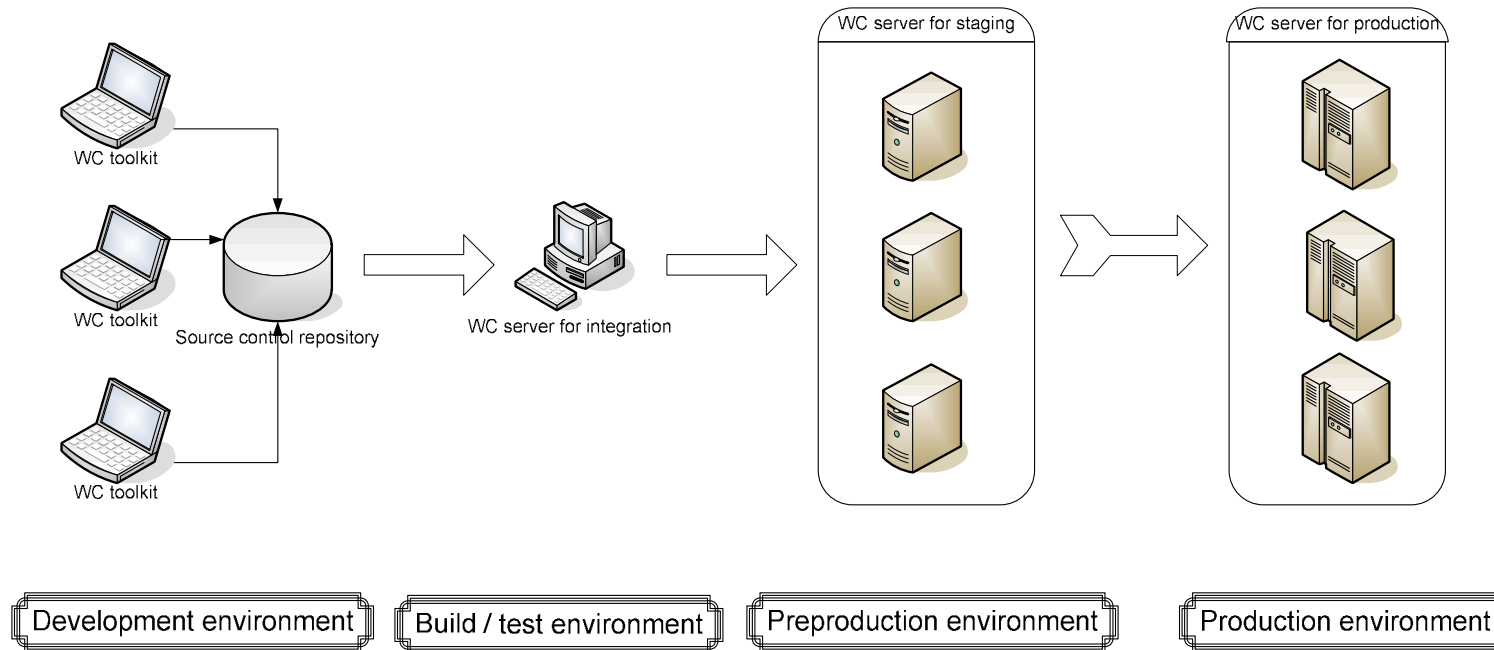 WC server for staging
WC server for production
WC toolkit
WC toolkit
Source control repository
WC server for integration
WC toolkit
Development environment
Build / test environment
Preproduction environment
Production environment